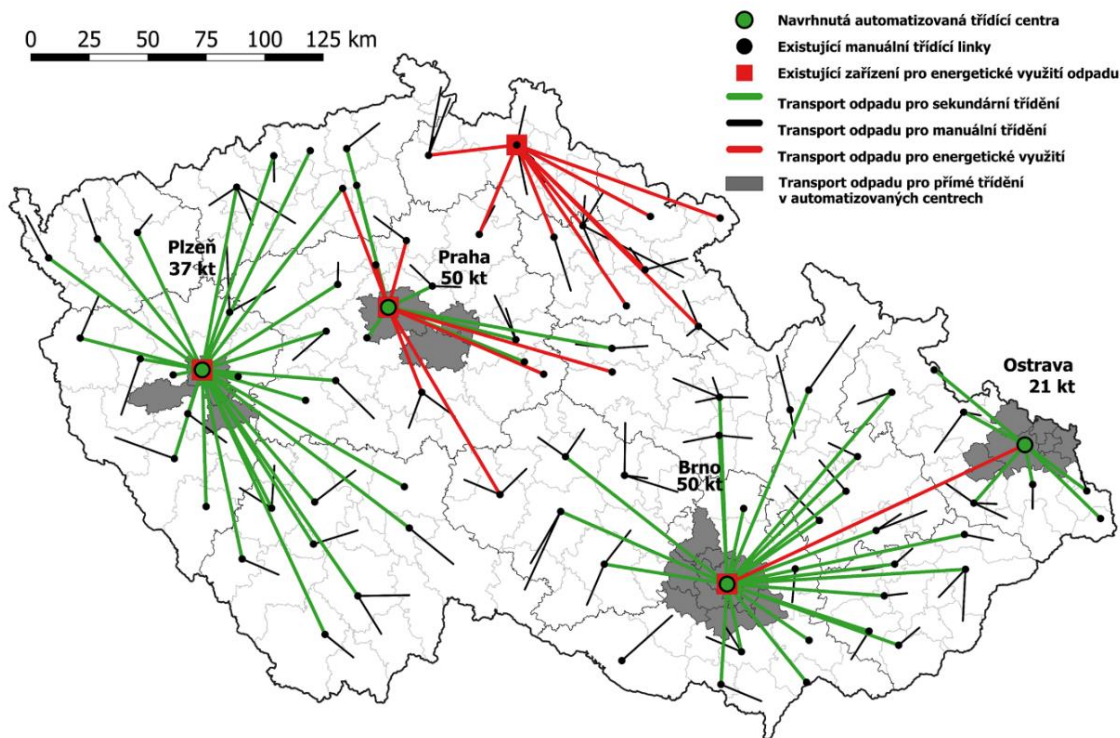 0 25 50 75 100 125 km
Navrhnutá automatizovaná třídící centra
Existující manuální třídící linky
Existující zařízení pro energetické využití odpadu
Transport odpadu pro sekundární třídění
Transport odpadu pro manuální třídění
Transport odpadu pro energetické využití
Transport odpadu pro přímé třídění
v automatizovaných centrech
Plzeň
37 kt
Praha
50 kt
Ostrava
21 kt
Brno
50 kt